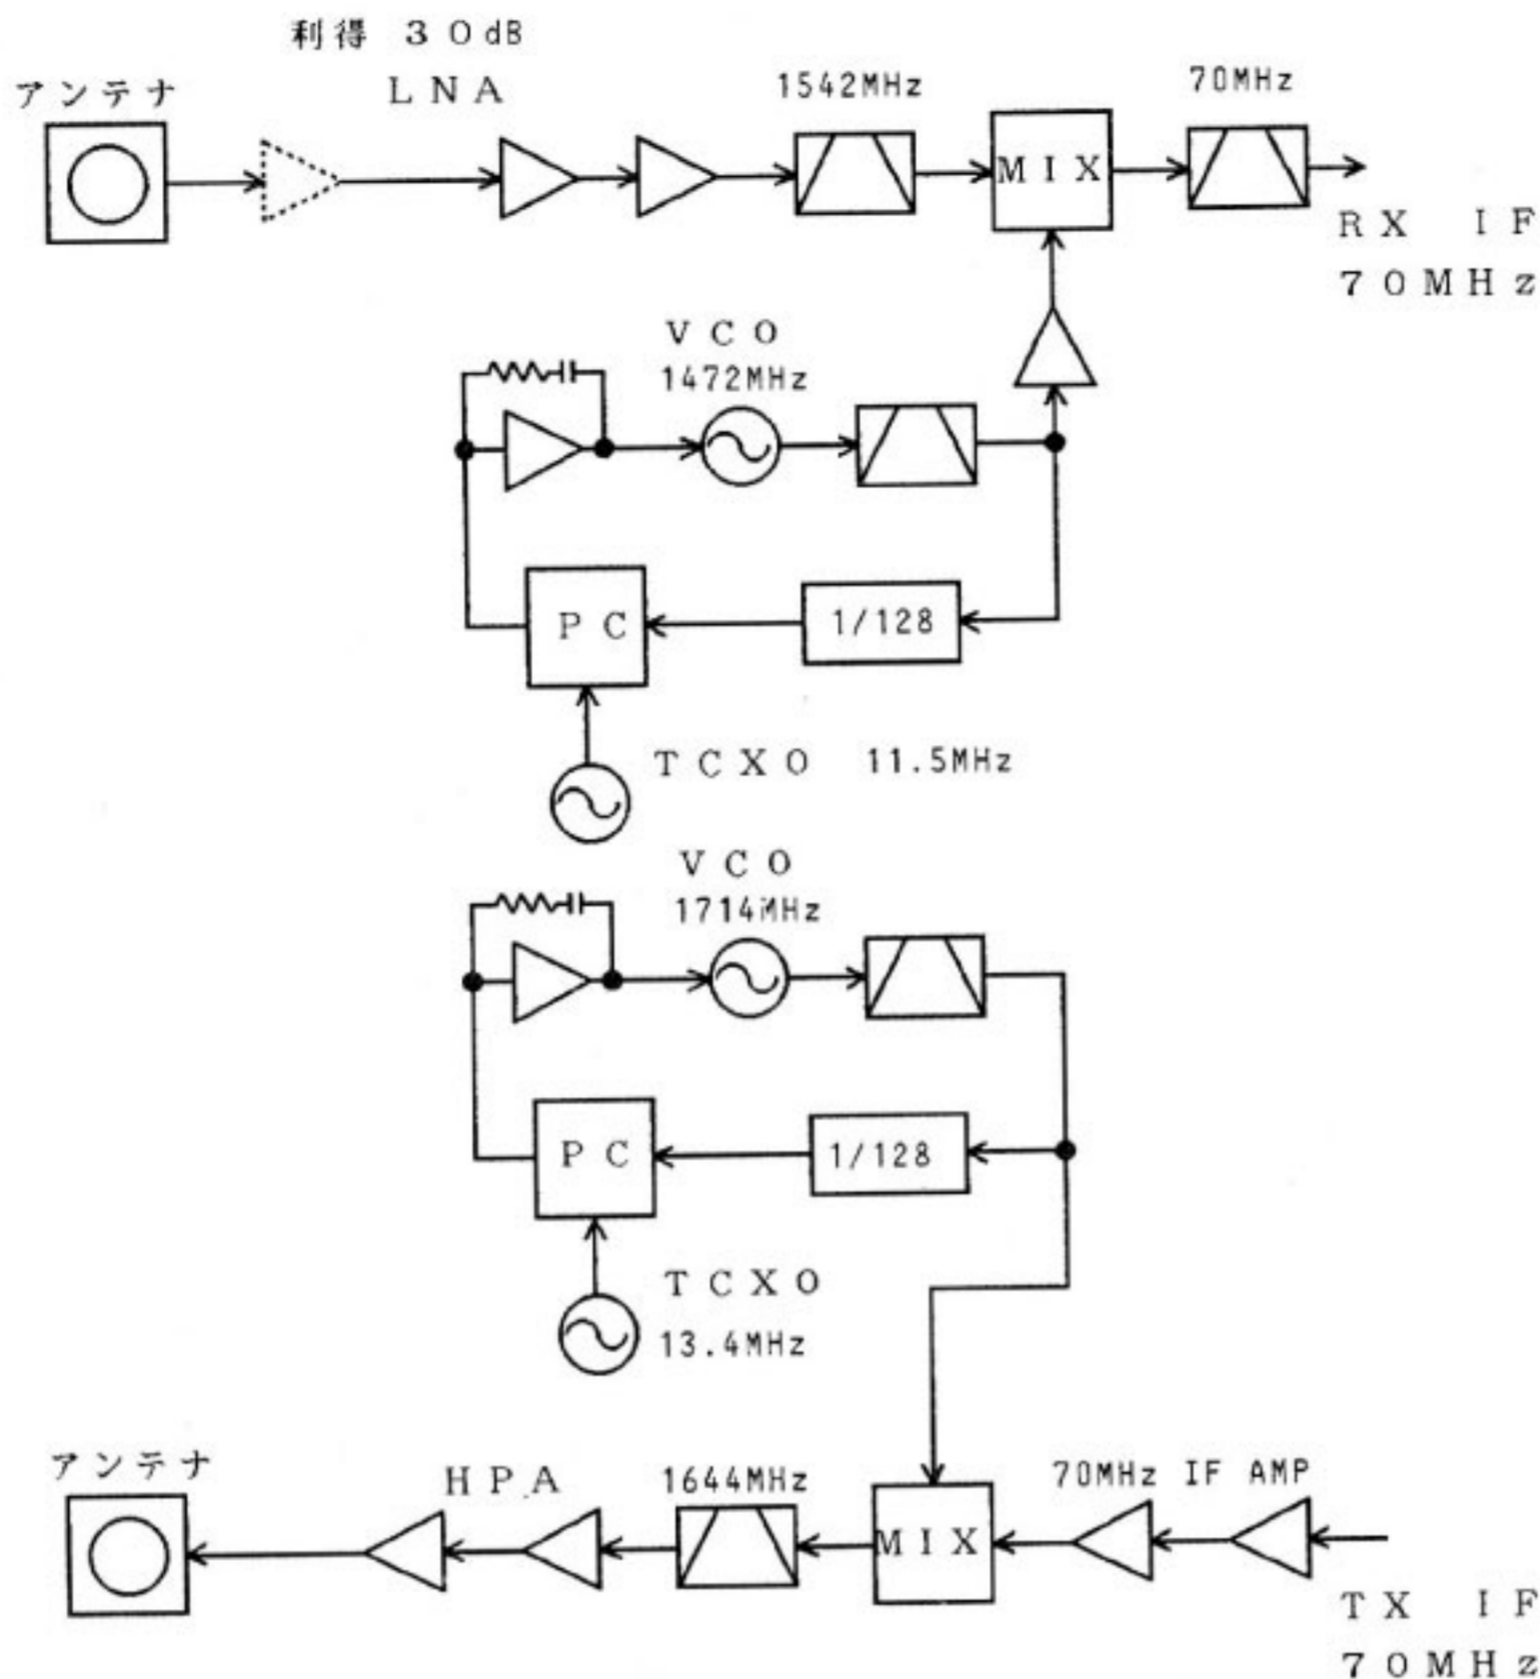 利得 30dB
LNA
アンテナ
1542MHz
70MHz
MIX
RX IF
70MHz
VCO
1472MHz
PC
1/128
TCXO 11.5MHz
VCO
1714MHz
PC
1/128
TCXO
13.4MHz
アンテナ
HPA
1644MHz
70MHz IF AMP
MIX
TX IF
70MHz